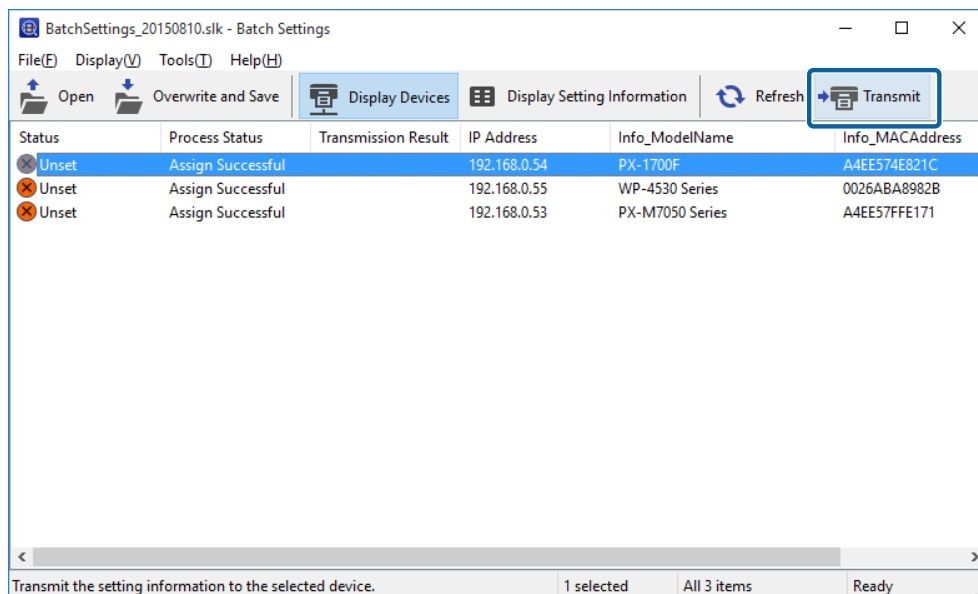 BatchSettings_20150810.slk - Batch Settings
File(F) Display(V) Tools(T) Help(H)
Open Overwrite and Save Display Devices Display Setting Information Refresh Transmit
Status Process Status Transmission Result IP Address Info_ModelName Info_MACAddress
Unset Assign Successful 192.168.0.54 PX-1700F A4EE574E821C
Unset Assign Successful 192.168.0.55 WP-4530 Series 0026ABA8982B
Unset Assign Successful 192.168.0.53 PX-M7050 Series A4EE57FFE171
Transmit the setting information to the selected device. 1 selected All 3 items Ready